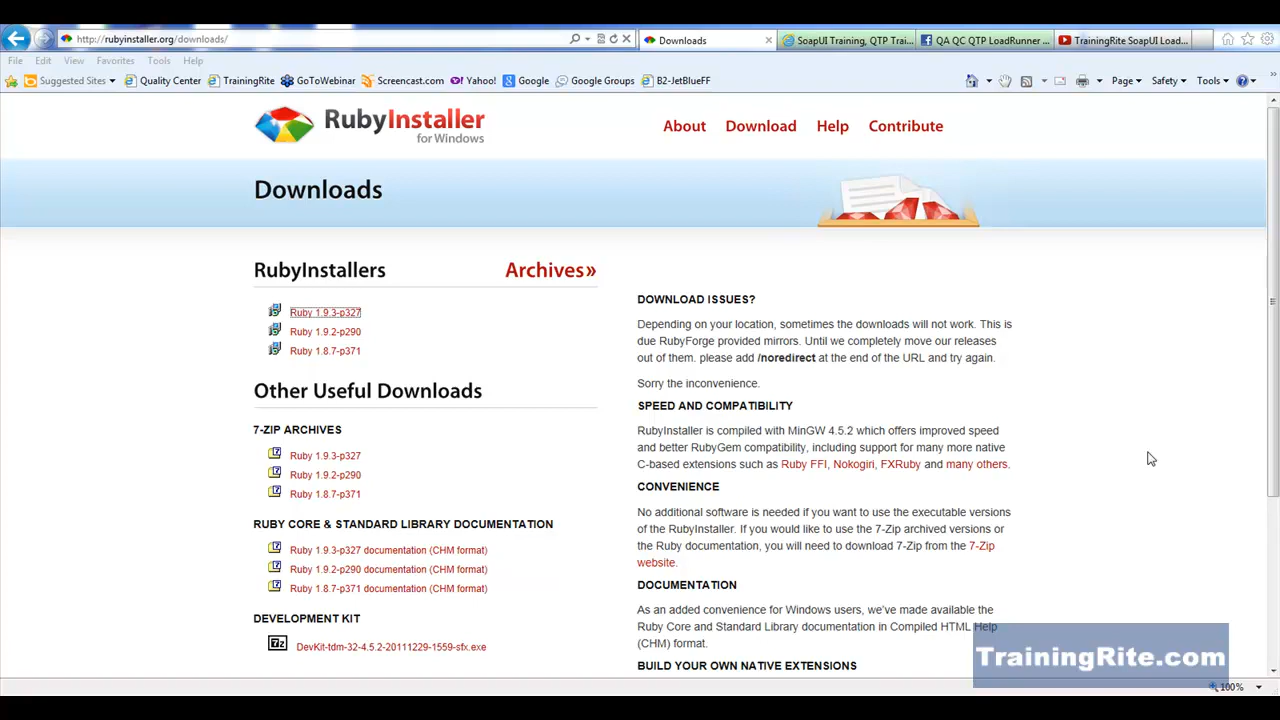 http://rubyinstaller.org/downloads/
Downloads
SoapUI Training, QTP Trai...
QA QC QTP LoadRunner ...
TrainingRite SoapUI Load...
File Edit View Favorites Tools Help
Suggested Sites
Quality Center
TrainingRite
GoToWebinar
Screencast.com
Yahoo!
Google
Google Groups
B2-JetBlueFF
Page
Safety
Tools
RubyInstaller
for Windows
About Download Help Contribute
Downloads
RubyInstallers
Archives»
Ruby 1.9.3-p327
Ruby 1.9.2-p290
Ruby 1.8.7-p371
Other Useful Downloads
7-ZIP ARCHIVES
Ruby 1.9.3-p327
Ruby 1.9.2-p290
Ruby 1.8.7-p371
RUBY CORE & STANDARD LIBRARY DOCUMENTATION
Ruby 1.9.3-p327 documentation (CHM format)
Ruby 1.9.2-p290 documentation (CHM format)
Ruby 1.8.7-p371 documentation (CHM format)
DEVELOPMENT KIT
7z
DevKit-tdm-32-4.5.2-20111229-1559-sfx.exe
DOWNLOAD ISSUES?
Depending on your location, sometimes the downloads will not work. This is
due RubyForge provided mirrors. Until we completely move our releases
out of them. please add /noredirect at the end of the URL and try again.
Sorry the inconvenience.
SPEED AND COMPATIBILITY
RubyInstaller is compiled with MinGW 4.5.2 which offers improved speed
and better RubyGem compatibility, including support for many more native
C-based extensions such as Ruby FFI, Nokogiri, FXRuby and many others.
CONVENIENCE
No additional software is needed if you want to use the executable versions
of the RubyInstaller. If you would like to use the 7-Zip archived versions or
the Ruby documentation, you will need to download 7-Zip from the 7-Zip
website.
DOCUMENTATION
As an added convenience for Windows users, we've made available the
Ruby Core and Standard Library documentation in Compiled HTML Help
(CHM) format.
BUILD YOUR OWN NATIVE EXTENSIONS
TrainingRite.com
100%